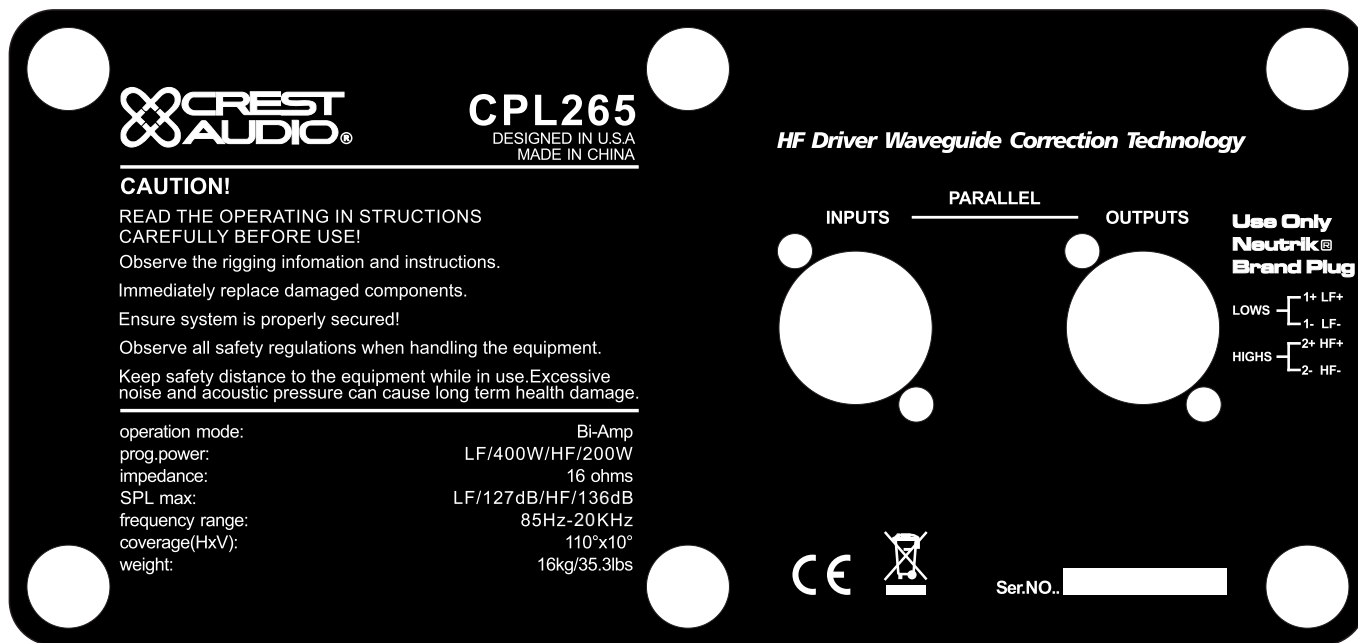 CREST
AUDIO®
CPL265
DESIGNED IN U.S.A
MADE IN CHINA
CAUTION!
READ THE OPERATING IN STRUCTIONS
CAREFULLY BEFORE USE!
Observe the rigging infomation and instructions.
Immediately replace damaged components.
Ensure system is properly secured!
Observe all safety regulations when handling the equipment.
Keep safety distance to the equipment while in use.Excessive
noise and acoustic pressure can cause long term health damage.
operation mode: Bi-Amp
prog.power: LF/400W/HF/200W
impedance: 16 ohms
SPL max: LF/127dB/HF/136dB
frequency range: 85Hz-20KHz
coverage(HxV): 110°x10°
weight: 16kg/35.3lbs
HF Driver Waveguide Correction Technology
PARALLEL
INPUTS OUTPUTS
Use Only
Neutrik®
Brand Plug
LOWS 1+ LF+
1- LF-
HIGHS 2+ HF+
2- HF-
CE
Ser.NO..